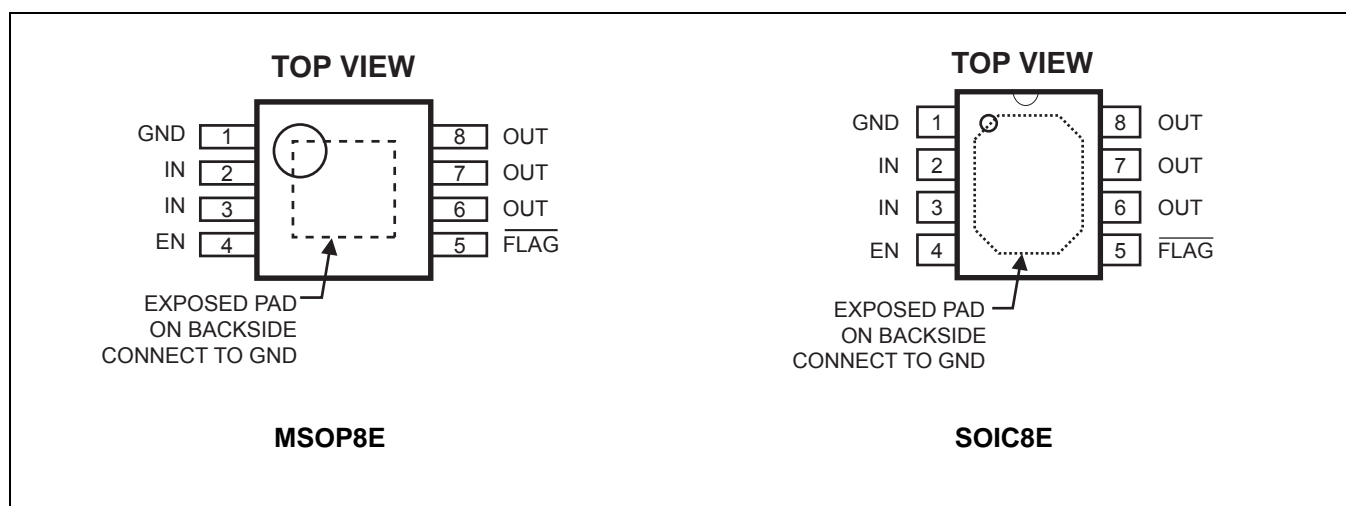 TOP VIEW
GND 1 8 OUT
IN 2 7 OUT
IN 3 6 OUT
EN 4 5 F̅L̅A̅G̅
EXPOSED PAD
ON BACKSIDE
CONNECT TO GND
MSOP8E
TOP VIEW
GND 1 8 OUT
IN 2 7 OUT
IN 3 6 OUT
EN 4 5 F̅L̅A̅G̅
EXPOSED PAD
ON BACKSIDE
CONNECT TO GND
SOIC8E